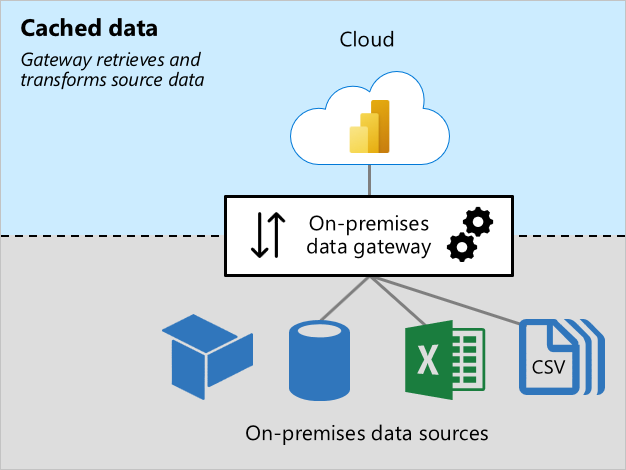 Cached data
Gateway retrieves and
transforms source data
Cloud
On-premises
data gateway
X
CSV
On-premises data sources